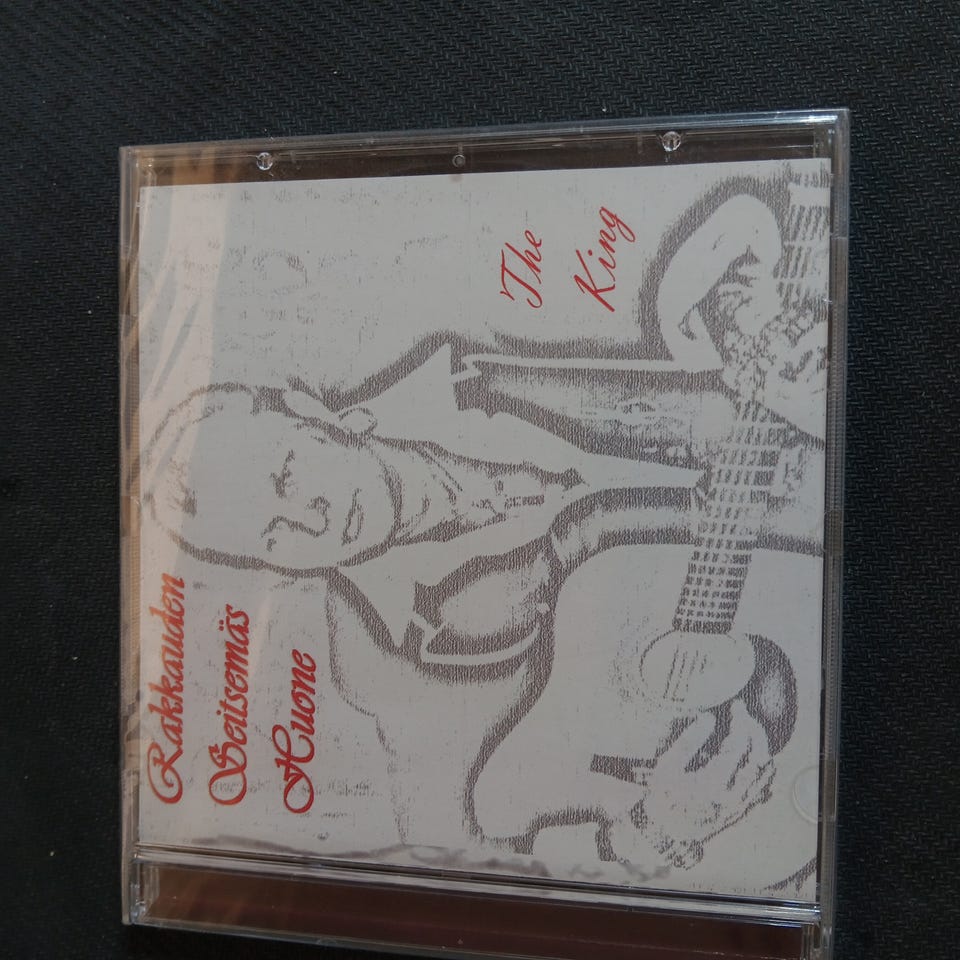 Rakkauden
Seitsemäs
Huone
The
King